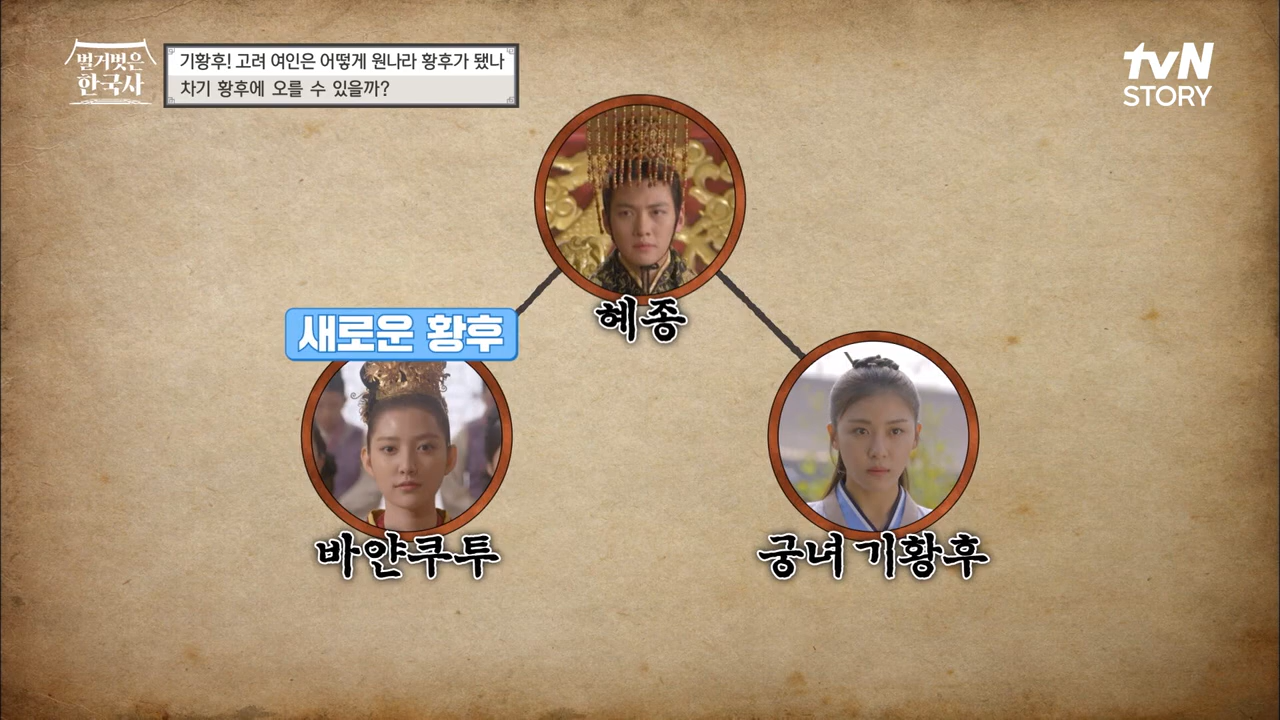 벌거벗은
한국사
기황후! 고려 여인은 어떻게 원나라 황후가 됐나
차기 황후에 오를 수 있을까?
tvN
STORY
혜종
새로운 황후
바얀쿠투
궁녀 기황후